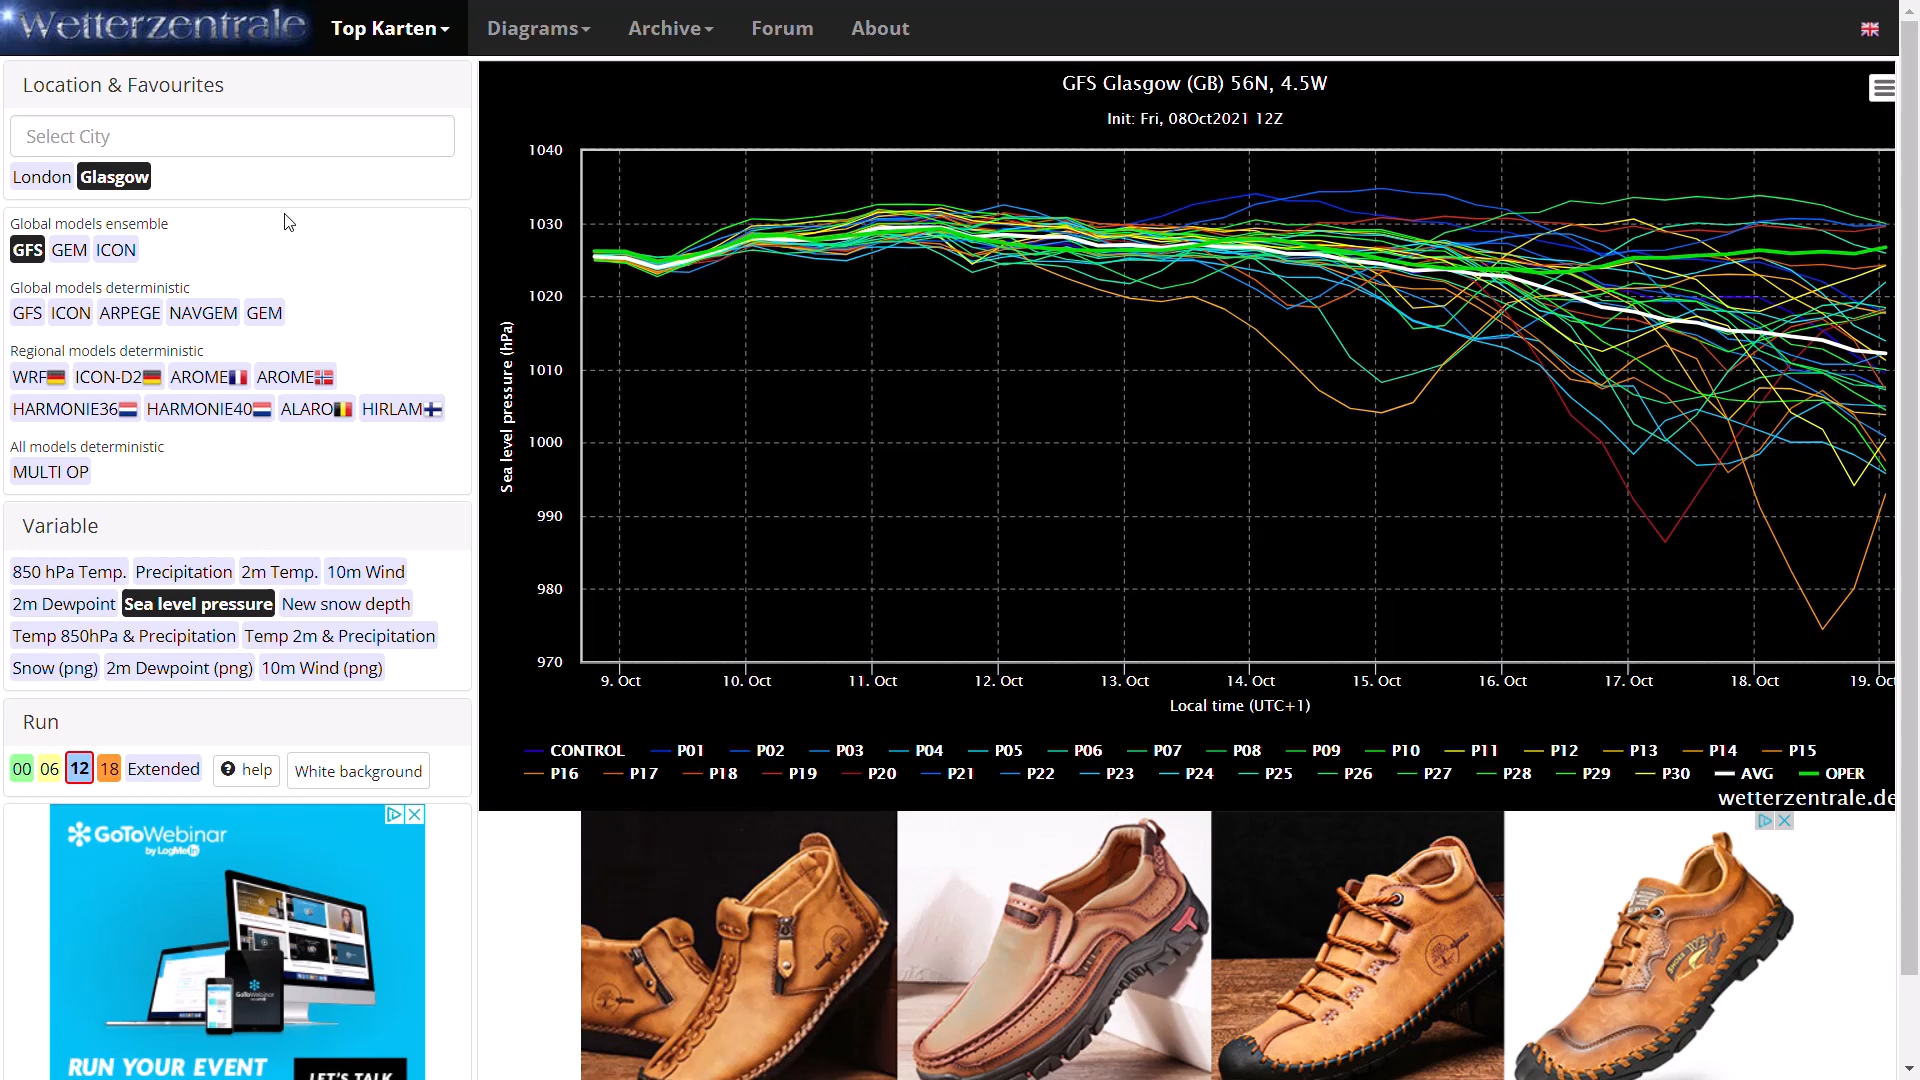 Wetterzentrale
Top Karten
Diagrams
Archive
Forum
About
Location & Favourites
Select City
London Glasgow
Global models ensemble
GFS GEM ICON
Global models deterministic
GFS ICON ARPEGE NAVGEM GEM
Regional models deterministic
WRF ICON-D2 AROME AROME
HARMONIE36 HARMONIE40 ALARO HIRLAM
All models deterministic
MULTI OP
Variable
850 hPa Temp. Precipitation 2m Temp. 10m Wind
2m Dewpoint Sea level pressure New snow depth
Temp 850hPa & Precipitation Temp 2m & Precipitation
Snow (png) 2m Dewpoint (png) 10m Wind (png)
Run
00 06 12 18 Extended help White background
GoToWebinar
by LogMeIn
GoToWebinar
RUN YOUR EVENT
LET'S TALK
GFS Glasgow (GB) 56N, 4.5W
Init: Fri, 08Oct2021 12Z
Sea level pressure (hPa)
1040
1030
1020
1010
1000
990
980
970
9. Oct 10. Oct 11. Oct 12. Oct 13. Oct 14. Oct 15. Oct 16. Oct 17. Oct 18. Oct 19. Oct
Local time (UTC+1)
CONTROL P01 P02 P03 P04 P05 P06 P07 P08 P09 P10 P11 P12 P13 P14 P15
P16 P17 P18 P19 P20 P21 P22 P23 P24 P25 P26 P27 P28 P29 P30 AVG OPER
wetterzentrale.de